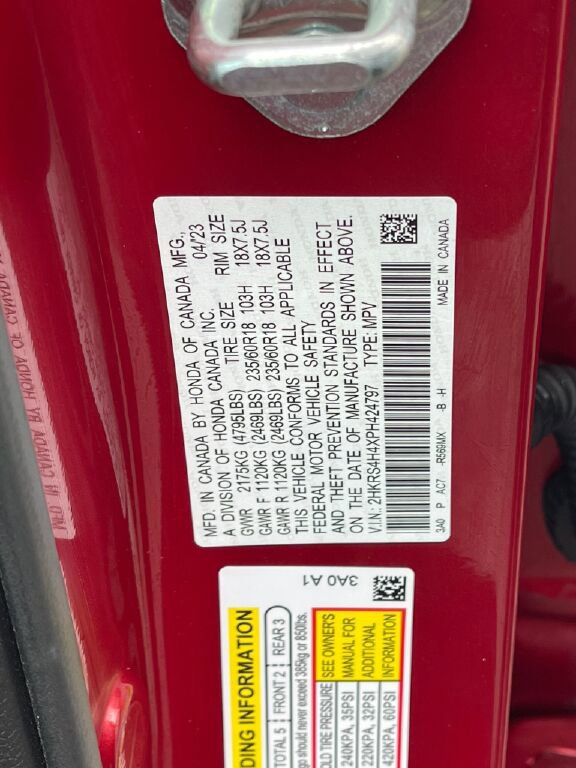 MFD. IN CANADA BY HONDA OF CANADA MFG.,
A DIVISION OF HONDA CANADA INC. 04/23
TIRE SIZE RIM SIZE
GVWR 2175KG (4795LBS)
GAWR F 1120KG (2469LBS) 235/60R18 103H 18X7.5J
GAWR R 1120KG (2469LBS) 235/60R18 103H 18X7.5J
THIS VEHICLE CONFORMS TO ALL APPLICABLE
FEDERAL MOTOR VEHICLE SAFETY
AND THEFT PREVENTION STANDARDS IN EFFECT
ON THE DATE OF MANUFACTURE SHOWN ABOVE.
V.I.N.: 2HKRS4H4XPH424797 TYPE: MPV
3A0 P AC7 -R569MX -B -H MADE IN CANADA
3A0 A1
INFORMATION
TOTAL 5 FRONT 2 REAR 3
should never exceed 385kg or 850lbs.
TIRE PRESSURE SEE OWNER'S MANUAL FOR ADDITIONAL INFORMATION
240KPA, 35PSI
220KPA, 32PSI
420KPA, 60PSI